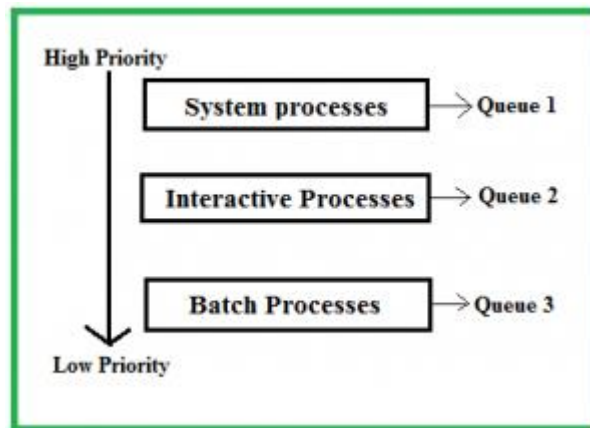 High Priority
System processes
Queue 1
Interactive Processes
Queue 2
Batch Processes
Queue 3
Low Priority